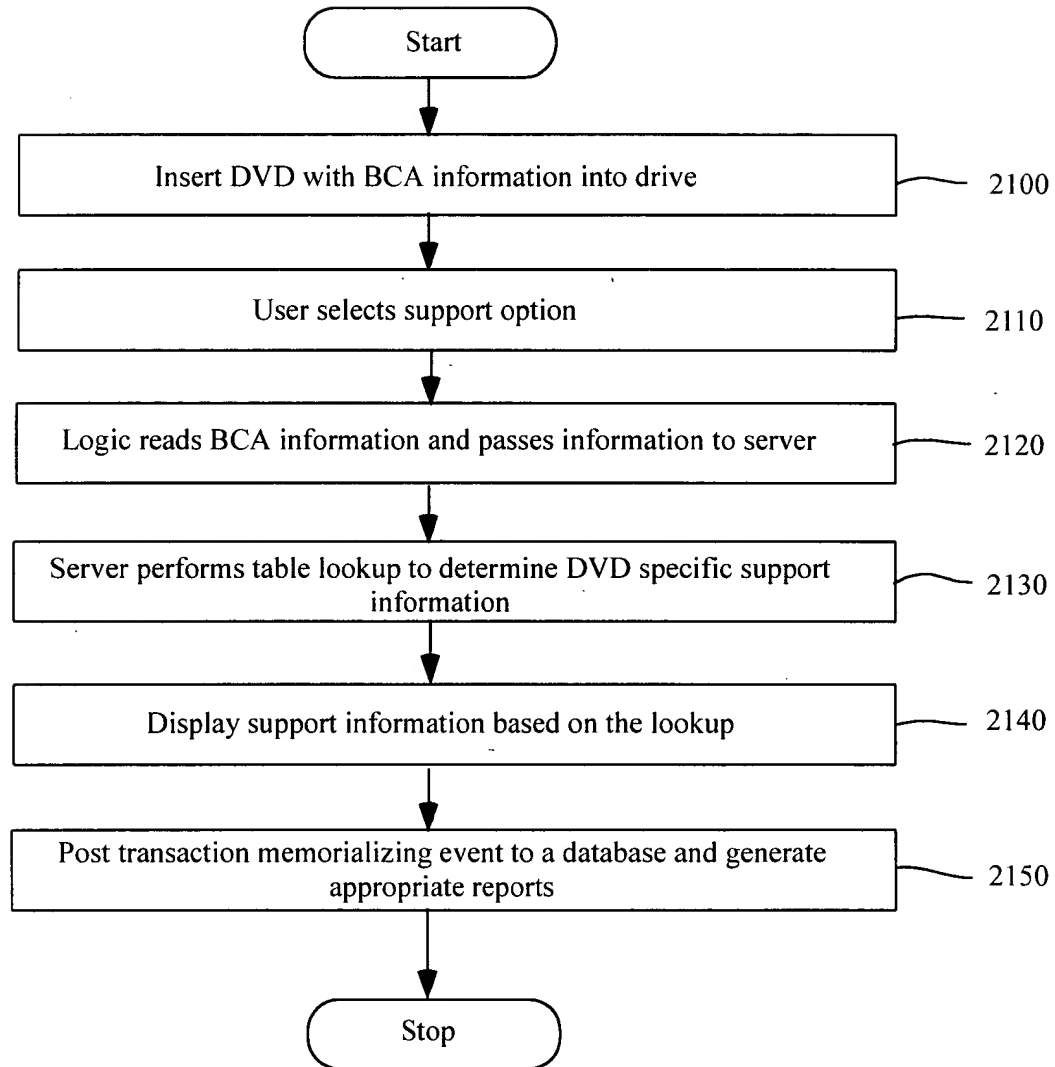 Start
Insert DVD with BCA information into drive
2100
User selects support option
2110
Logic reads BCA information and passes information to server
2120
Server performs table lookup to determine DVD specific support
information
2130
Display support information based on the lookup
2140
Post transaction memorializing event to a database and generate
appropriate reports
2150
Stop